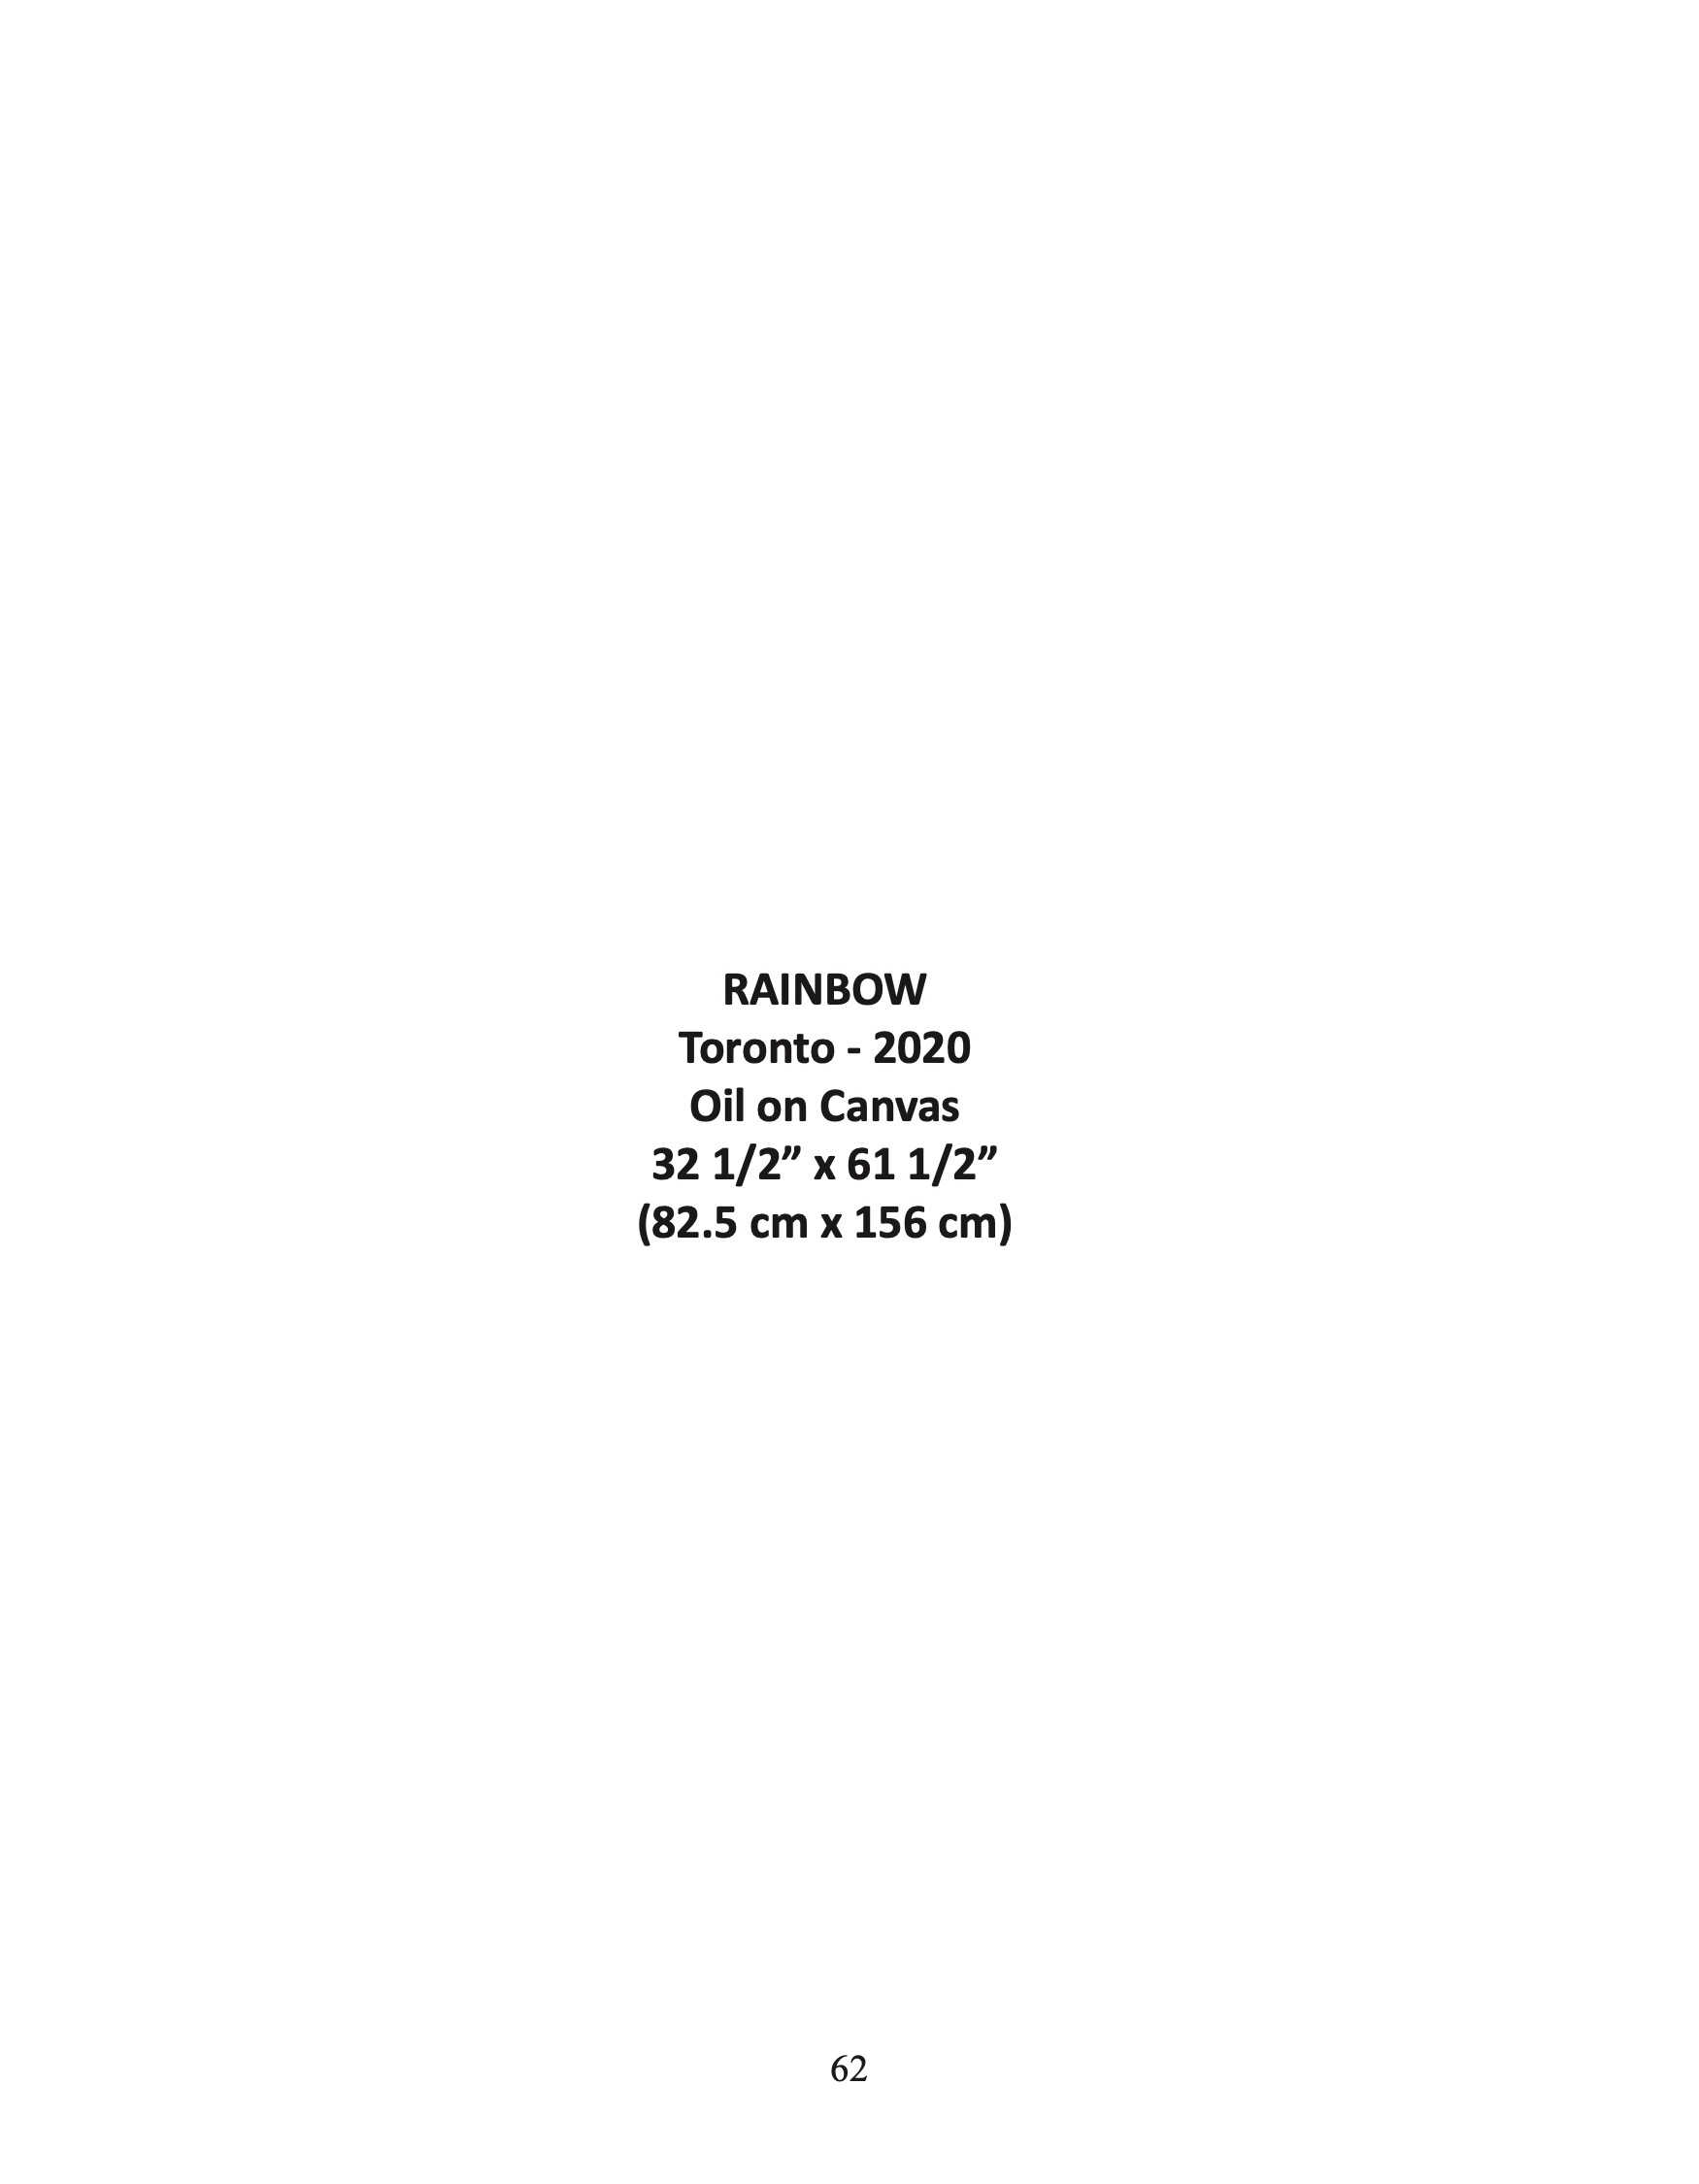 RAINBOW
Toronto - 2020
Oil on Canvas
32 1/2” x 61 1/2”
(82.5 cm x 156 cm)
62